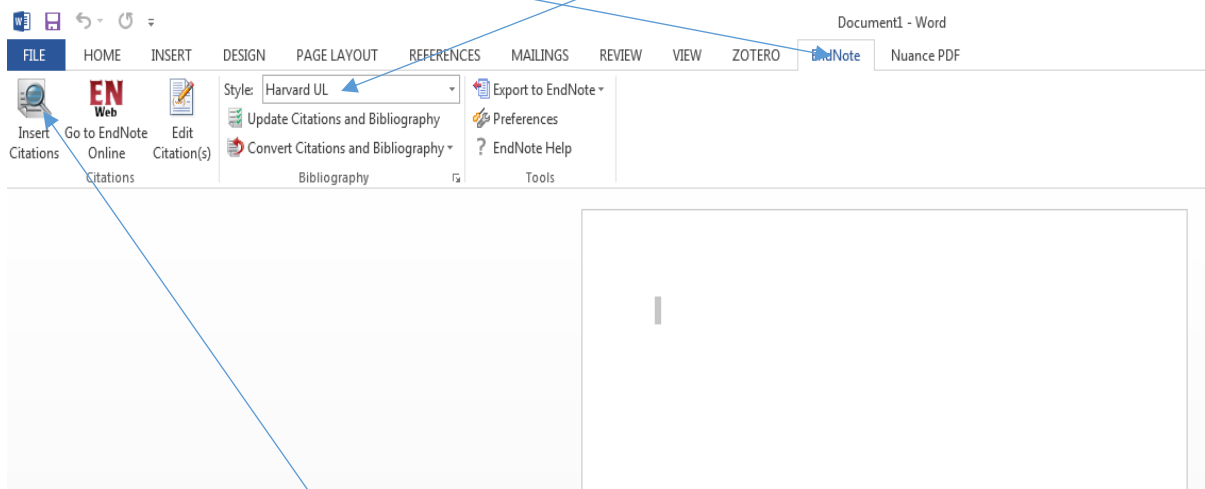 Document1 - Word
FILE HOME INSERT DESIGN PAGE LAYOUT REFERENCES MAILINGS REVIEW VIEW ZOTERO EndNote Nuance PDF
EN
Web
Insert Citations
Go to EndNote Online
Edit Citation(s)
Citations
Style: Harvard UL
Update Citations and Bibliography
Convert Citations and Bibliography
Bibliography
Export to EndNote
Preferences
? EndNote Help
Tools